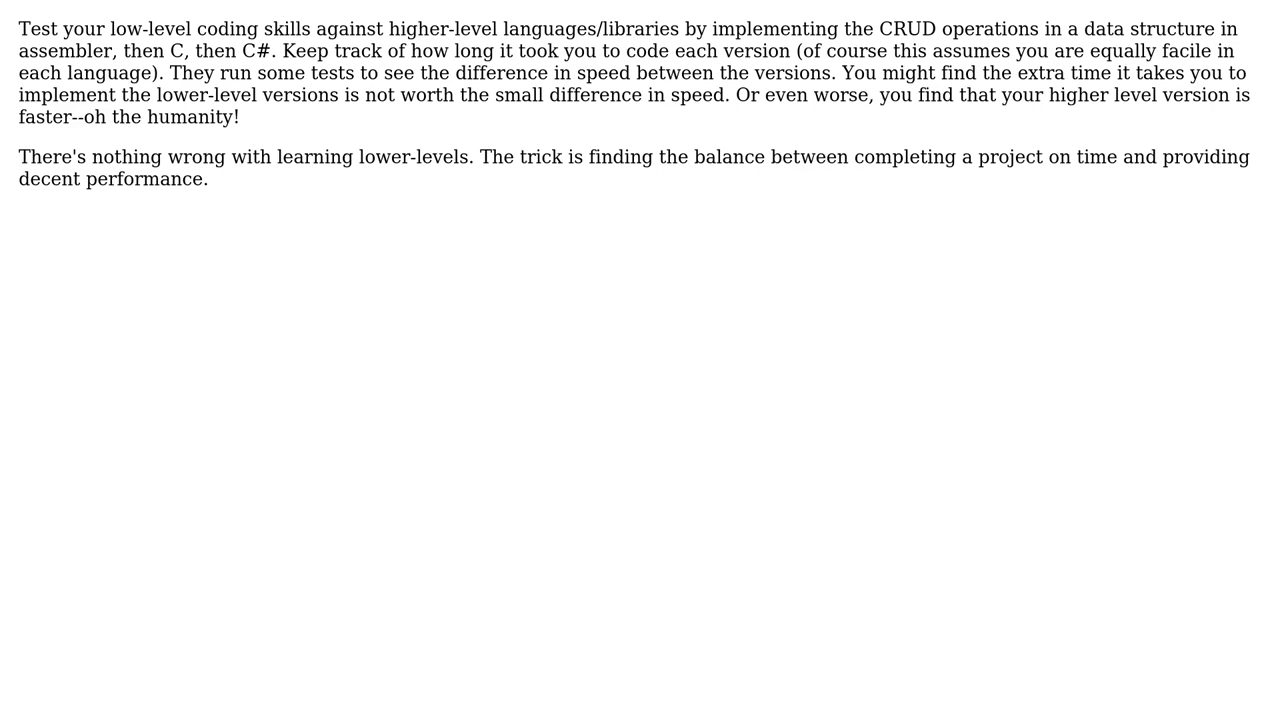 Test your low-level coding skills against higher-level languages/libraries by implementing the CRUD operations in a data structure in
assembler, then C, then C#. Keep track of how long it took you to code each version (of course this assumes you are equally facile in
each language). They run some tests to see the difference in speed between the versions. You might find the extra time it takes you to
implement the lower-level versions is not worth the small difference in speed. Or even worse, you find that your higher level version is
faster--oh the humanity!
There's nothing wrong with learning lower-levels. The trick is finding the balance between completing a project on time and providing
decent performance.